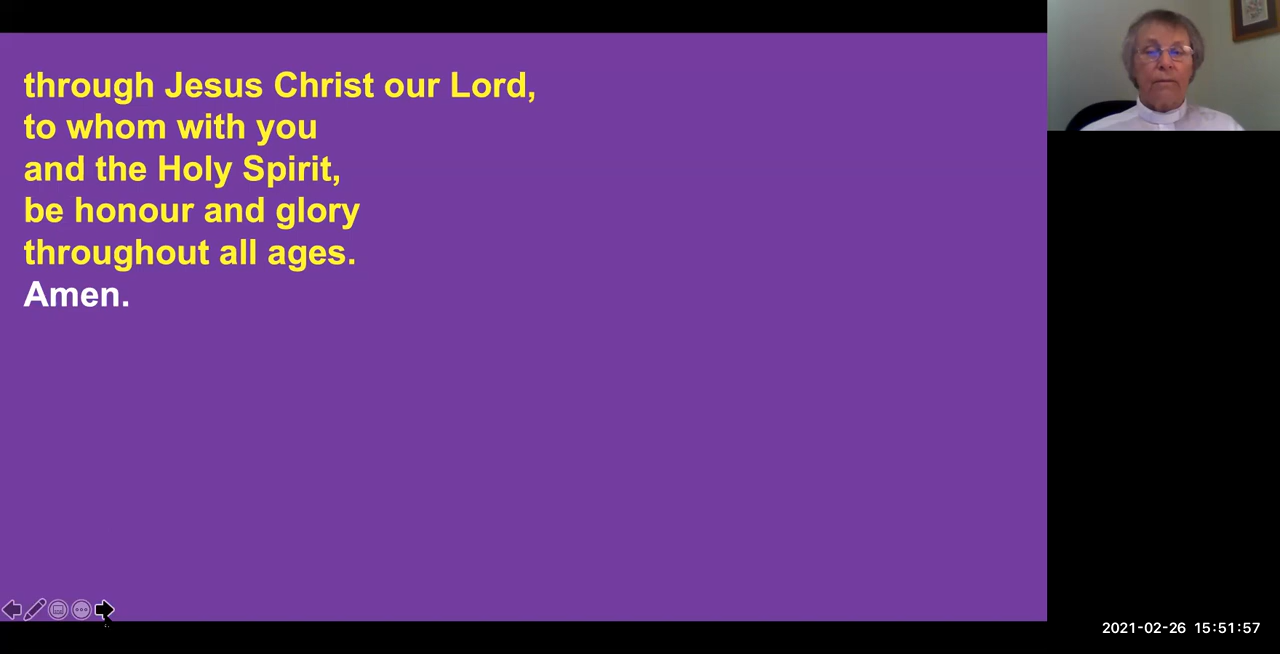 through Jesus Christ our Lord,
to whom with you
and the Holy Spirit,
be honour and glory
throughout all ages.
Amen.
2021-02-26 15:51:57